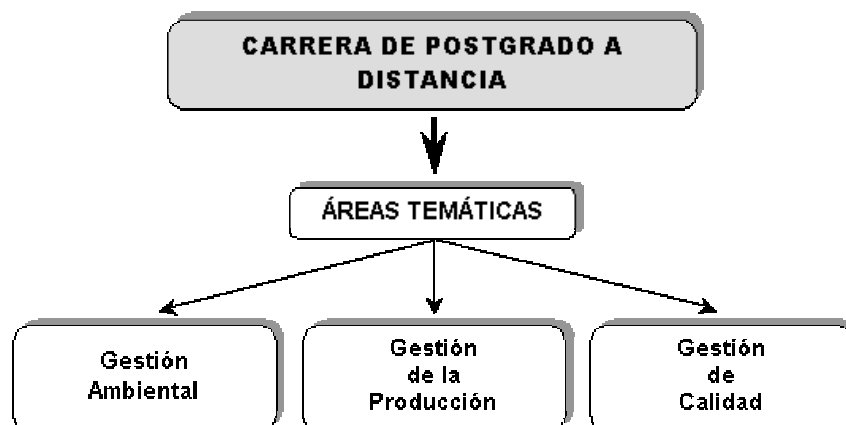 CARRERA DE POSTGRADO A
DISTANCIA
ÁREAS TEMÁTICAS
Gestión
Ambiental
Gestión
de la
Producción
Gestión
de
Calidad